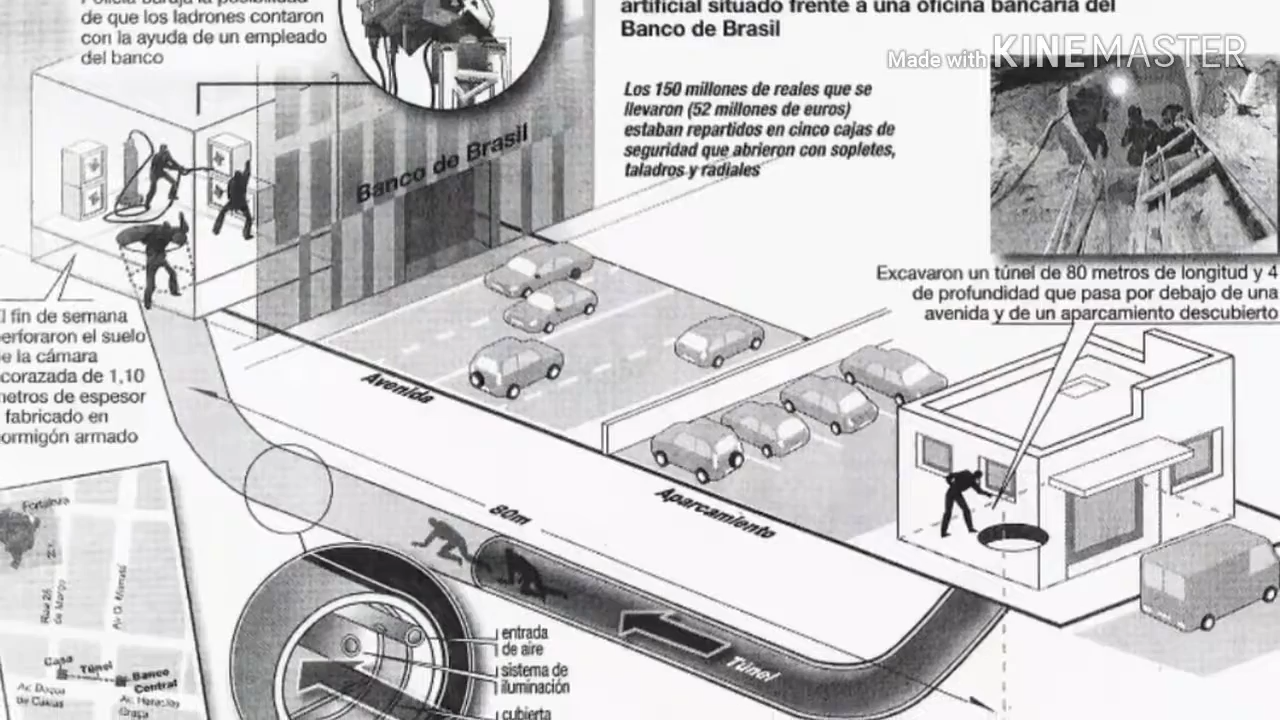 de que los ladrones contaron
con la ayuda de un empleado
del banco
artificial situado frente a una oficina bancaria del
Banco de Brasil
Made with KINEMASTER
Los 150 millones de reales que se
llevaron (52 millones de euros)
estaban repartidos en cinco cajas de
seguridad que abrieron con sopletes,
taladros y radiales
Banco de Brasil
Excavaron un túnel de 80 metros de longitud y 4
de profundidad que pasa por debajo de una
avenida y de un aparcamiento descubierto
l fin de semana
erforaron el suelo
e la cámara
corazada de 1,10
etros de espesor
fabricado en
ormigón armado
Avenida
Aparcamiento
80m
Túnel
entrada
de aire
sistema de
iluminación
cubierta
Fortaleza
Rua 25
de Março
Casa
Túnel
Banco
Central
Av. Duque
de Caxias
Av. Heraclito
Graça